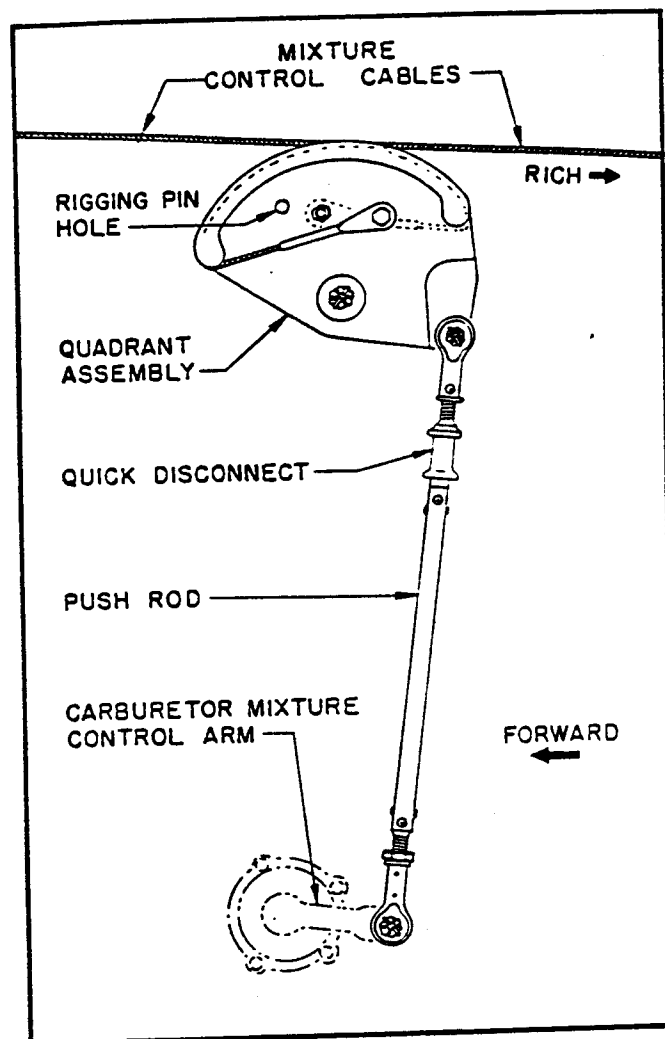 MIXTURE
CONTROL CABLES
RICH
RIGGING PIN
HOLE
QUADRANT
ASSEMBLY
QUICK DISCONNECT
PUSH ROD
CARBURETOR MIXTURE
CONTROL ARM
FORWARD